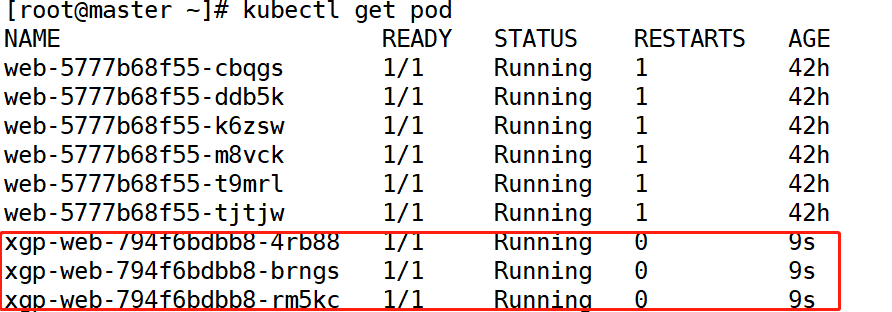 [root@master ~]# kubectl get pod
NAME READY STATUS RESTARTS AGE
web-5777b68f55-cbqgs 1/1 Running 1 42h
web-5777b68f55-ddb5k 1/1 Running 1 42h
web-5777b68f55-k6zsw 1/1 Running 1 42h
web-5777b68f55-m8vck 1/1 Running 1 42h
web-5777b68f55-t9mrl 1/1 Running 1 42h
web-5777b68f55-tjtjw 1/1 Running 1 42h
xgp-web-794f6bdbb8-4rb88 1/1 Running 0 9s
xgp-web-794f6bdbb8-brngs 1/1 Running 0 9s
xgp-web-794f6bdbb8-rm5kc 1/1 Running 0 9s